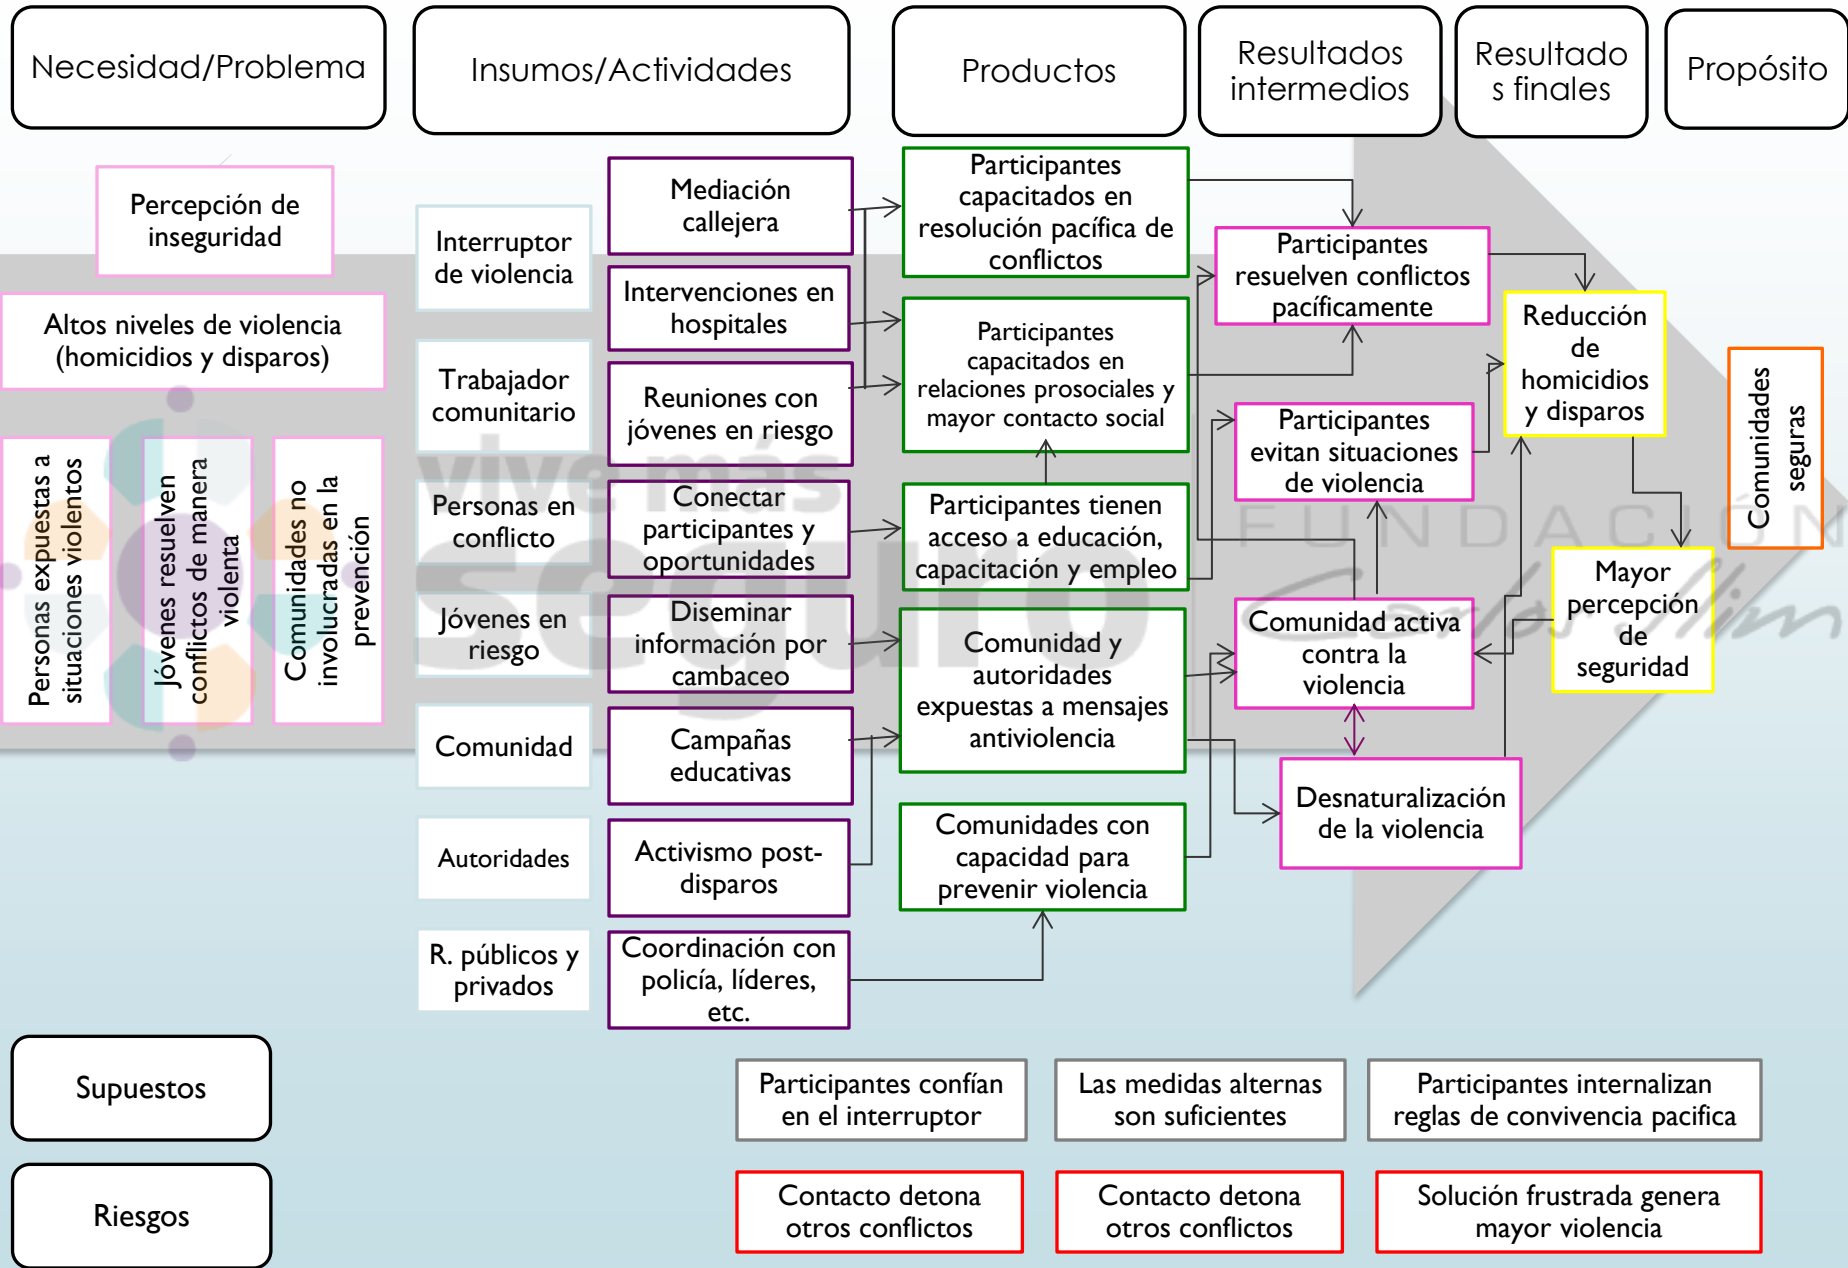 Necesidad/Problema
Insumos/Actividades
Productos
Resultados
intermedios
Resultado
s finales
Propósito
Percepción de
inseguridad
Altos niveles de violencia
(homicidios y disparos)
Personas expuestas a
situaciones violentos
Jóvenes resuelven
conflictos de manera
violenta
Comunidades no
involucradas en la
prevención
Interruptor
de violencia
Trabajador
comunitario
Personas en
conflicto
Jóvenes en
riesgo
Comunidad
Autoridades
R. públicos y
privados
Mediación
callejera
Intervenciones en
hospitales
Reuniones con
jóvenes en riesgo
Conectar
participantes y
oportunidades
Diseminar
información por
cambaceo
Campañas
educativas
Activismo post-
disparos
Coordinación con
policía, líderes,
etc.
Participantes
capacitados en
resolución pacífica de
conflictos
Participantes
capacitados en
relaciones prosociales y
mayor contacto social
Participantes tienen
acceso a educación,
capacitación y empleo
Comunidad y
autoridades
expuestas a mensajes
antiviolencia
Comunidades con
capacidad para
prevenir violencia
Participantes
resuelven conflictos
pacíficamente
Participantes
evitan situaciones
de violencia
Comunidad activa
contra la
violencia
Desnaturalización
de la violencia
Reducción
de
homicidios
y disparos
Mayor
percepción
de
seguridad
Comunidades
seguras
vive más
seguro
FUNDACIÓN
Carlos Slim
Supuestos
Participantes confían
en el interruptor
Las medidas alternas
son suficientes
Participantes internalizan
reglas de convivencia pacifica
Riesgos
Contacto detona
otros conflictos
Contacto detona
otros conflictos
Solución frustrada genera
mayor violencia